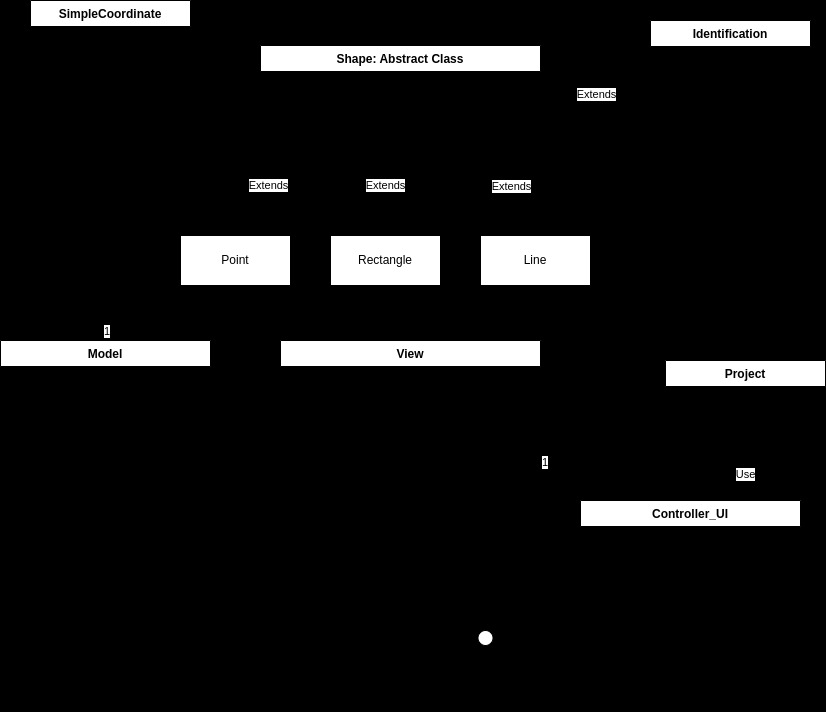 SimpleCoordinate
Identification
Shape: Abstract Class
Extends
Extends
Extends
Extends
Point
Rectangle
Line
1
Model
View
Project
1
Use
Controller_UI